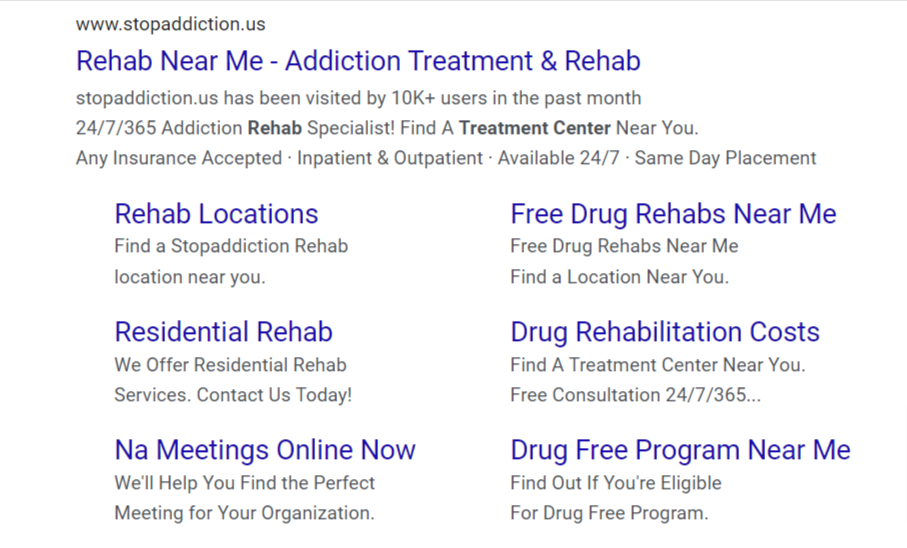 www.stopaddiction.us
Rehab Near Me - Addiction Treatment & Rehab
stopaddiction.us has been visited by 10K+ users in the past month
24/7/365 Addiction Rehab Specialist! Find A Treatment Center Near You.
Any Insurance Accepted · Inpatient & Outpatient · Available 24/7 · Same Day Placement
Rehab Locations
Find a Stopaddiction Rehab
location near you.
Free Drug Rehabs Near Me
Free Drug Rehabs Near Me
Find a Location Near You.
Residential Rehab
We Offer Residential Rehab
Services. Contact Us Today!
Drug Rehabilitation Costs
Find A Treatment Center Near You.
Free Consultation 24/7/365...
Na Meetings Online Now
We'll Help You Find the Perfect
Meeting for Your Organization.
Drug Free Program Near Me
Find Out If You're Eligible
For Drug Free Program.